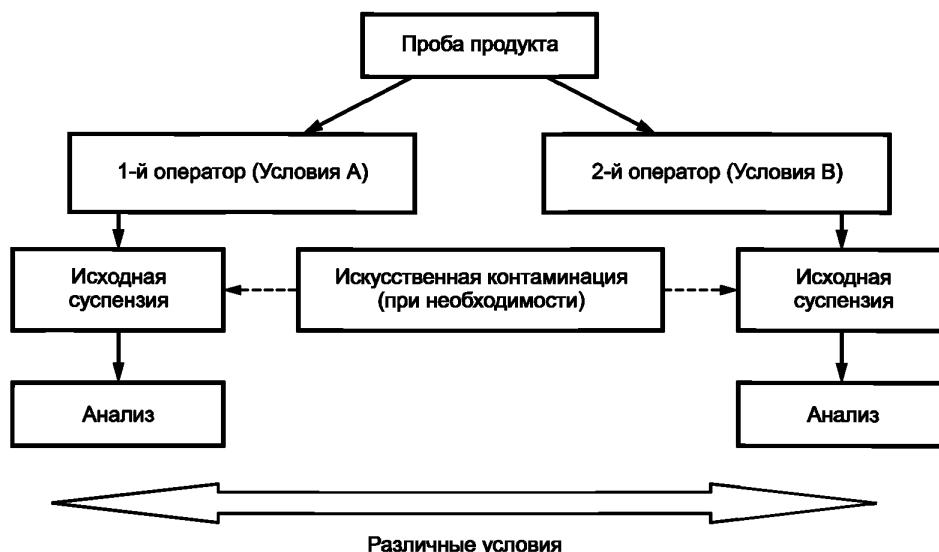 Проба продукта
1-й оператор (Условия А)
2-й оператор (Условия В)
Исходная
суспензия
Искусственная контаминация
(при необходимости)
Исходная
суспензия
Анализ
Анализ
Различные условия